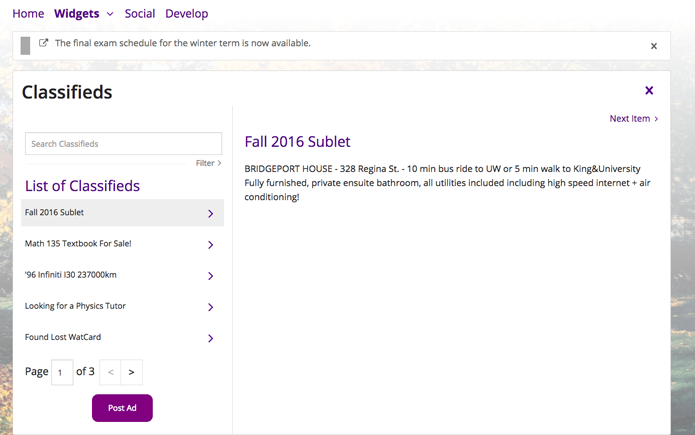 Home Widgets Social Develop
The final exam schedule for the winter term is now available.
Classifieds
Next Item
Search Classifieds
Filter
List of Classifieds
Fall 2016 Sublet
Math 135 Textbook For Sale!
'96 Infiniti I30 237000km
Looking for a Physics Tutor
Found Lost WatCard
Page 1 of 3 < >
Post Ad
Fall 2016 Sublet
BRIDGEPORT HOUSE - 328 Regina St. - 10 min bus ride to UW or 5 min walk to King&University
Fully furnished, private ensuite bathroom, all utilities included including high speed internet + air
conditioning!